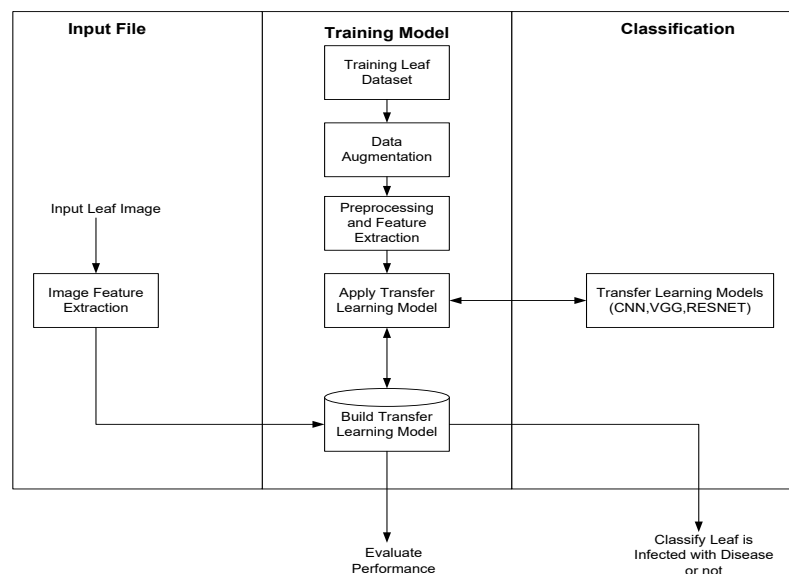 Input File
Training Model
Classification
Training Leaf
Dataset
Data
Augmentation
Input Leaf Image
Preprocessing
and Feature
Extraction
Image Feature
Extraction
Apply Transfer
Learning Model
Transfer Learning Models
(CNN,VGG,RESNET)
Build Transfer
Learning Model
Evaluate
Performance
Classify Leaf is
Infected with Disease
or not